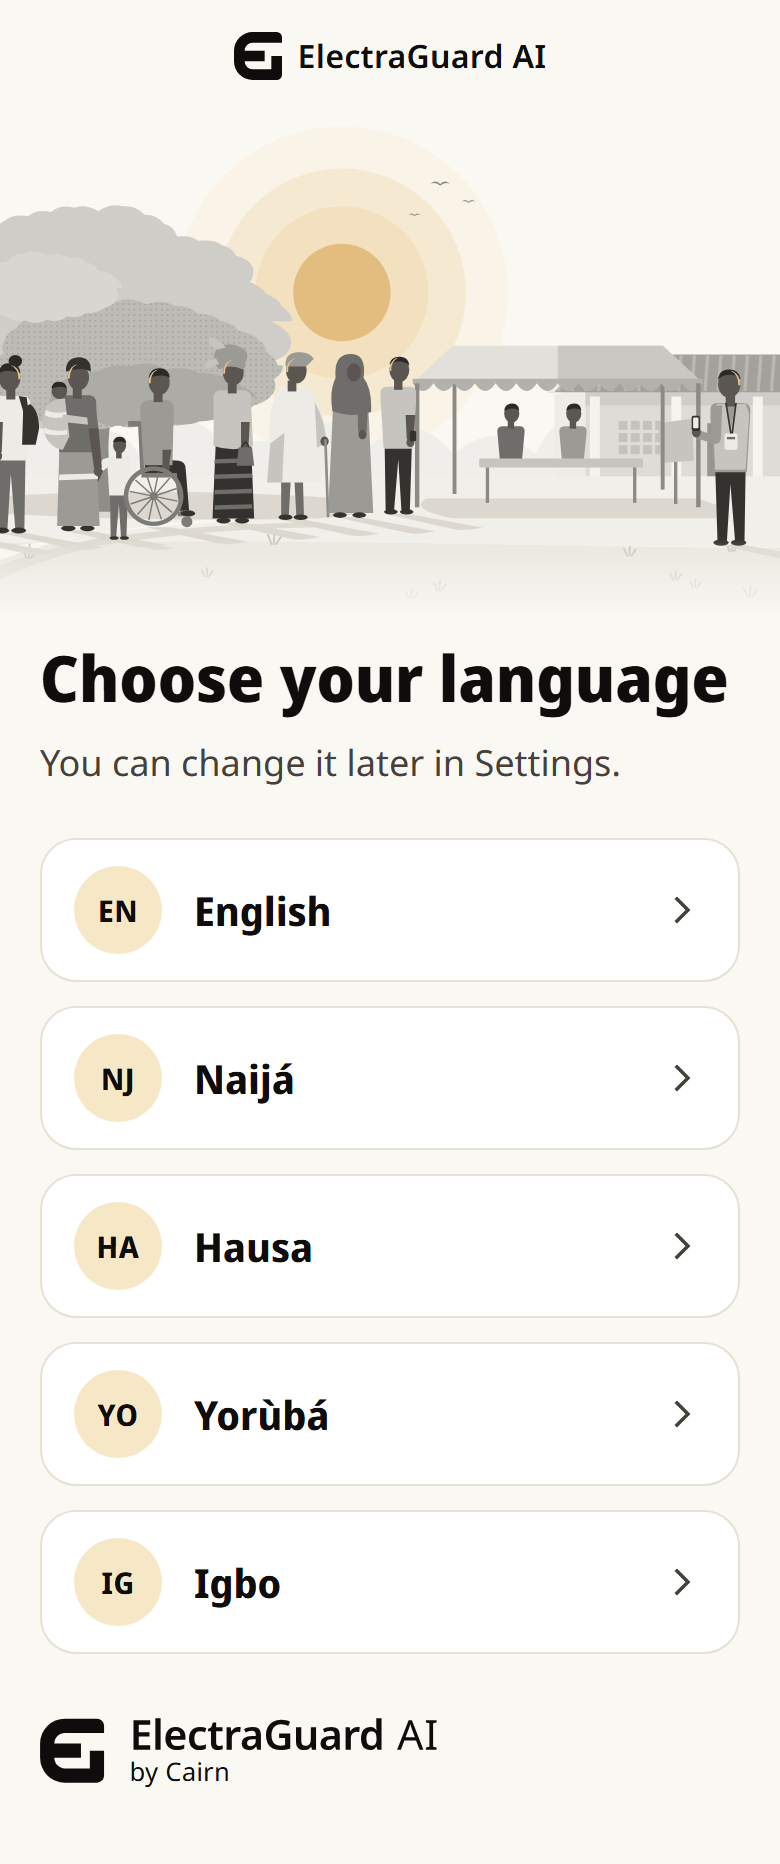 ElectraGuard AI
Choose your language
You can change it later in Settings.
EN English
NJ Naijá
HA Hausa
YO Yorùbá
IG Igbo
ElectraGuard AI
by Cairn